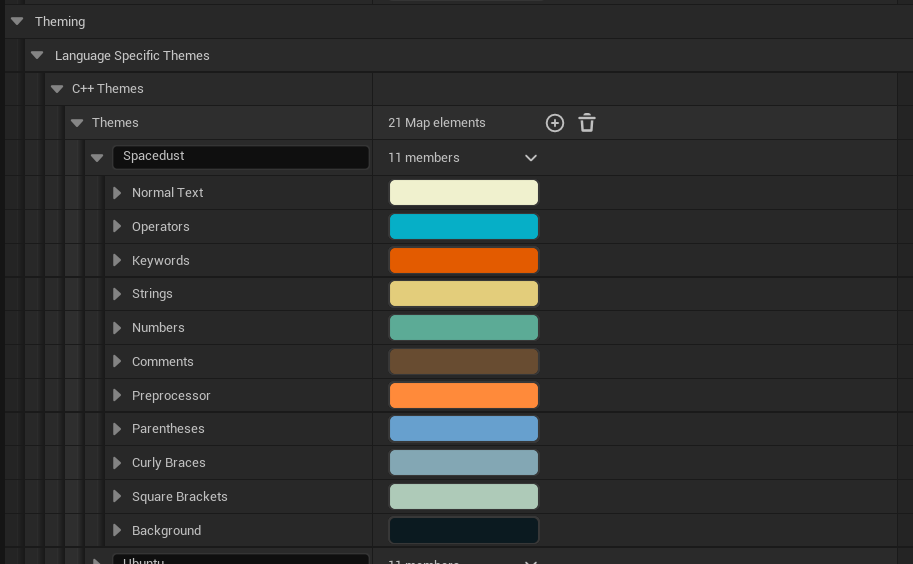 Theming
Language Specific Themes
C++ Themes
Themes 21 Map elements
Spacedust 11 members
Normal Text
Operators
Keywords
Strings
Numbers
Comments
Preprocessor
Parentheses
Curly Braces
Square Brackets
Background
Ubuntu 11 members